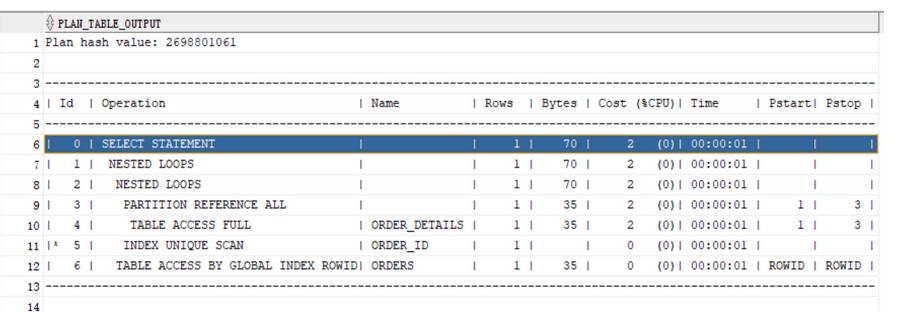 PLAN_TABLE_OUTPUT
1 Plan hash value: 2698801061
2
3 ------------------------------------------------------------------------------------------------------------------
4 | Id | Operation | Name | Rows | Bytes | Cost (%CPU)| Time | Pstart| Pstop |
5 ------------------------------------------------------------------------------------------------------------------
6 | 0 | SELECT STATEMENT | | 1 | 70 | 2 (0)| 00:00:01 | | |
7 | 1 | NESTED LOOPS | | 1 | 70 | 2 (0)| 00:00:01 | | |
8 | 2 | NESTED LOOPS | | 1 | 70 | 2 (0)| 00:00:01 | | |
9 | 3 | PARTITION REFERENCE ALL | | 1 | 35 | 2 (0)| 00:00:01 | 1 | 3 |
10 | 4 | TABLE ACCESS FULL | ORDER_DETAILS | 1 | 35 | 2 (0)| 00:00:01 | 1 | 3 |
11 |* 5 | INDEX UNIQUE SCAN | ORDER_ID | 1 | | 0 (0)| 00:00:01 | | |
12 | 6 | TABLE ACCESS BY GLOBAL INDEX ROWID| ORDERS | 1 | 35 | 0 (0)| 00:00:01 | ROWID | ROWID |
13 ------------------------------------------------------------------------------------------------------------------
14